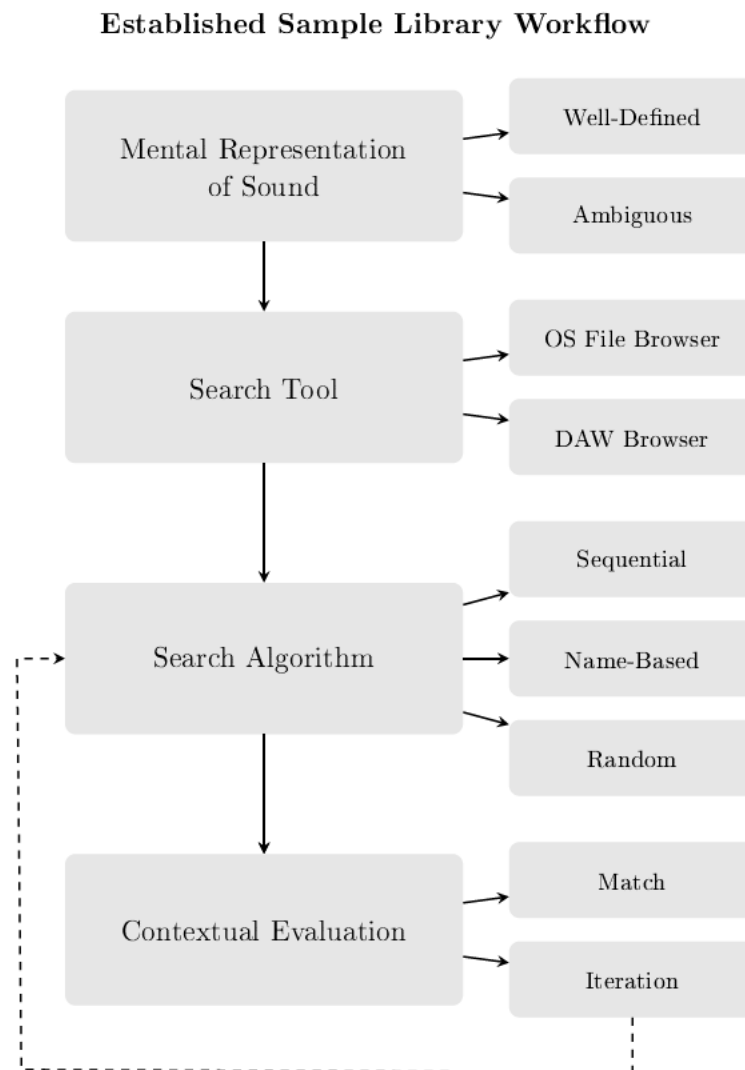 Established Sample Library Workflow
Mental Representation
of Sound
Well-Defined
Ambiguous
Search Tool
OS File Browser
DAW Browser
Search Algorithm
Sequential
Name-Based
Random
Contextual Evaluation
Match
Iteration